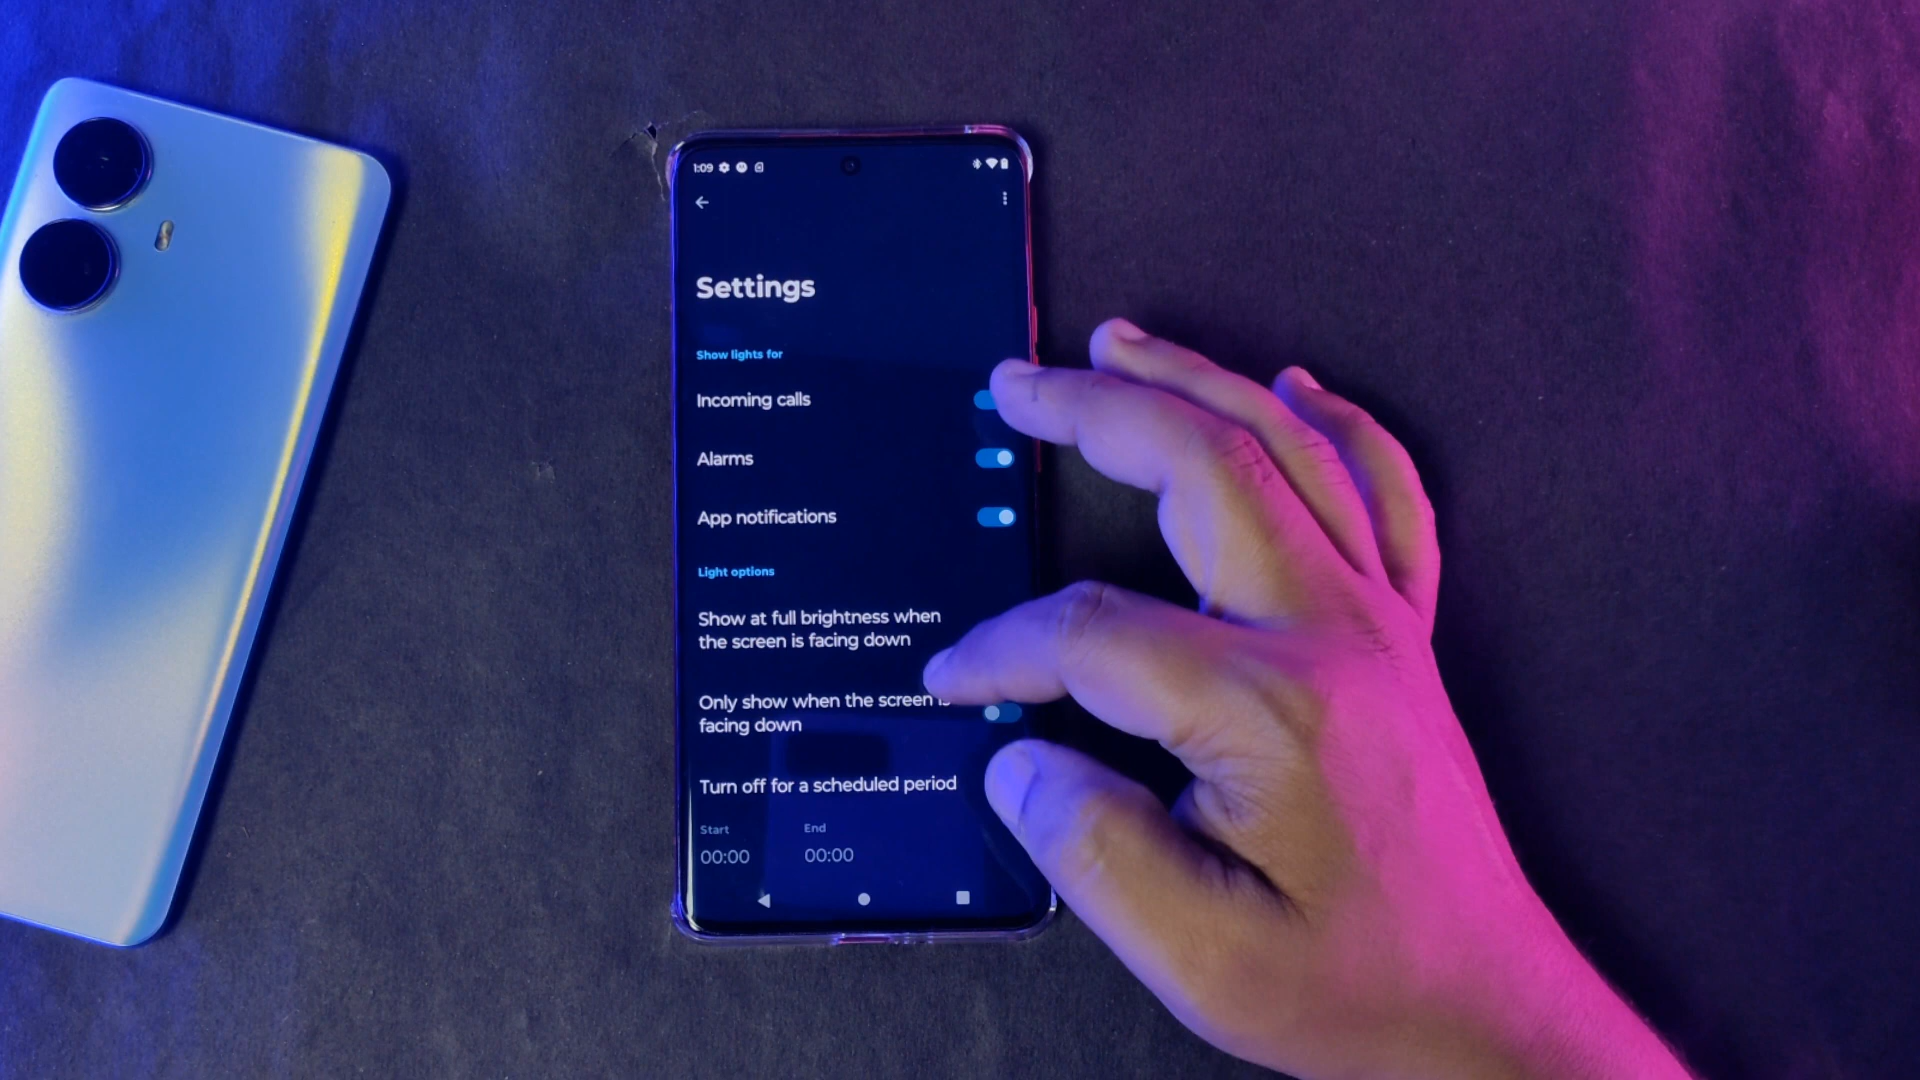 1:09
Settings
Show lights for
Incoming calls
Alarms
App notifications
Light options
Show at full brightness when
the screen is facing down
Only show when the screen is
facing down
Turn off for a scheduled period
Start End
00:00 00:00